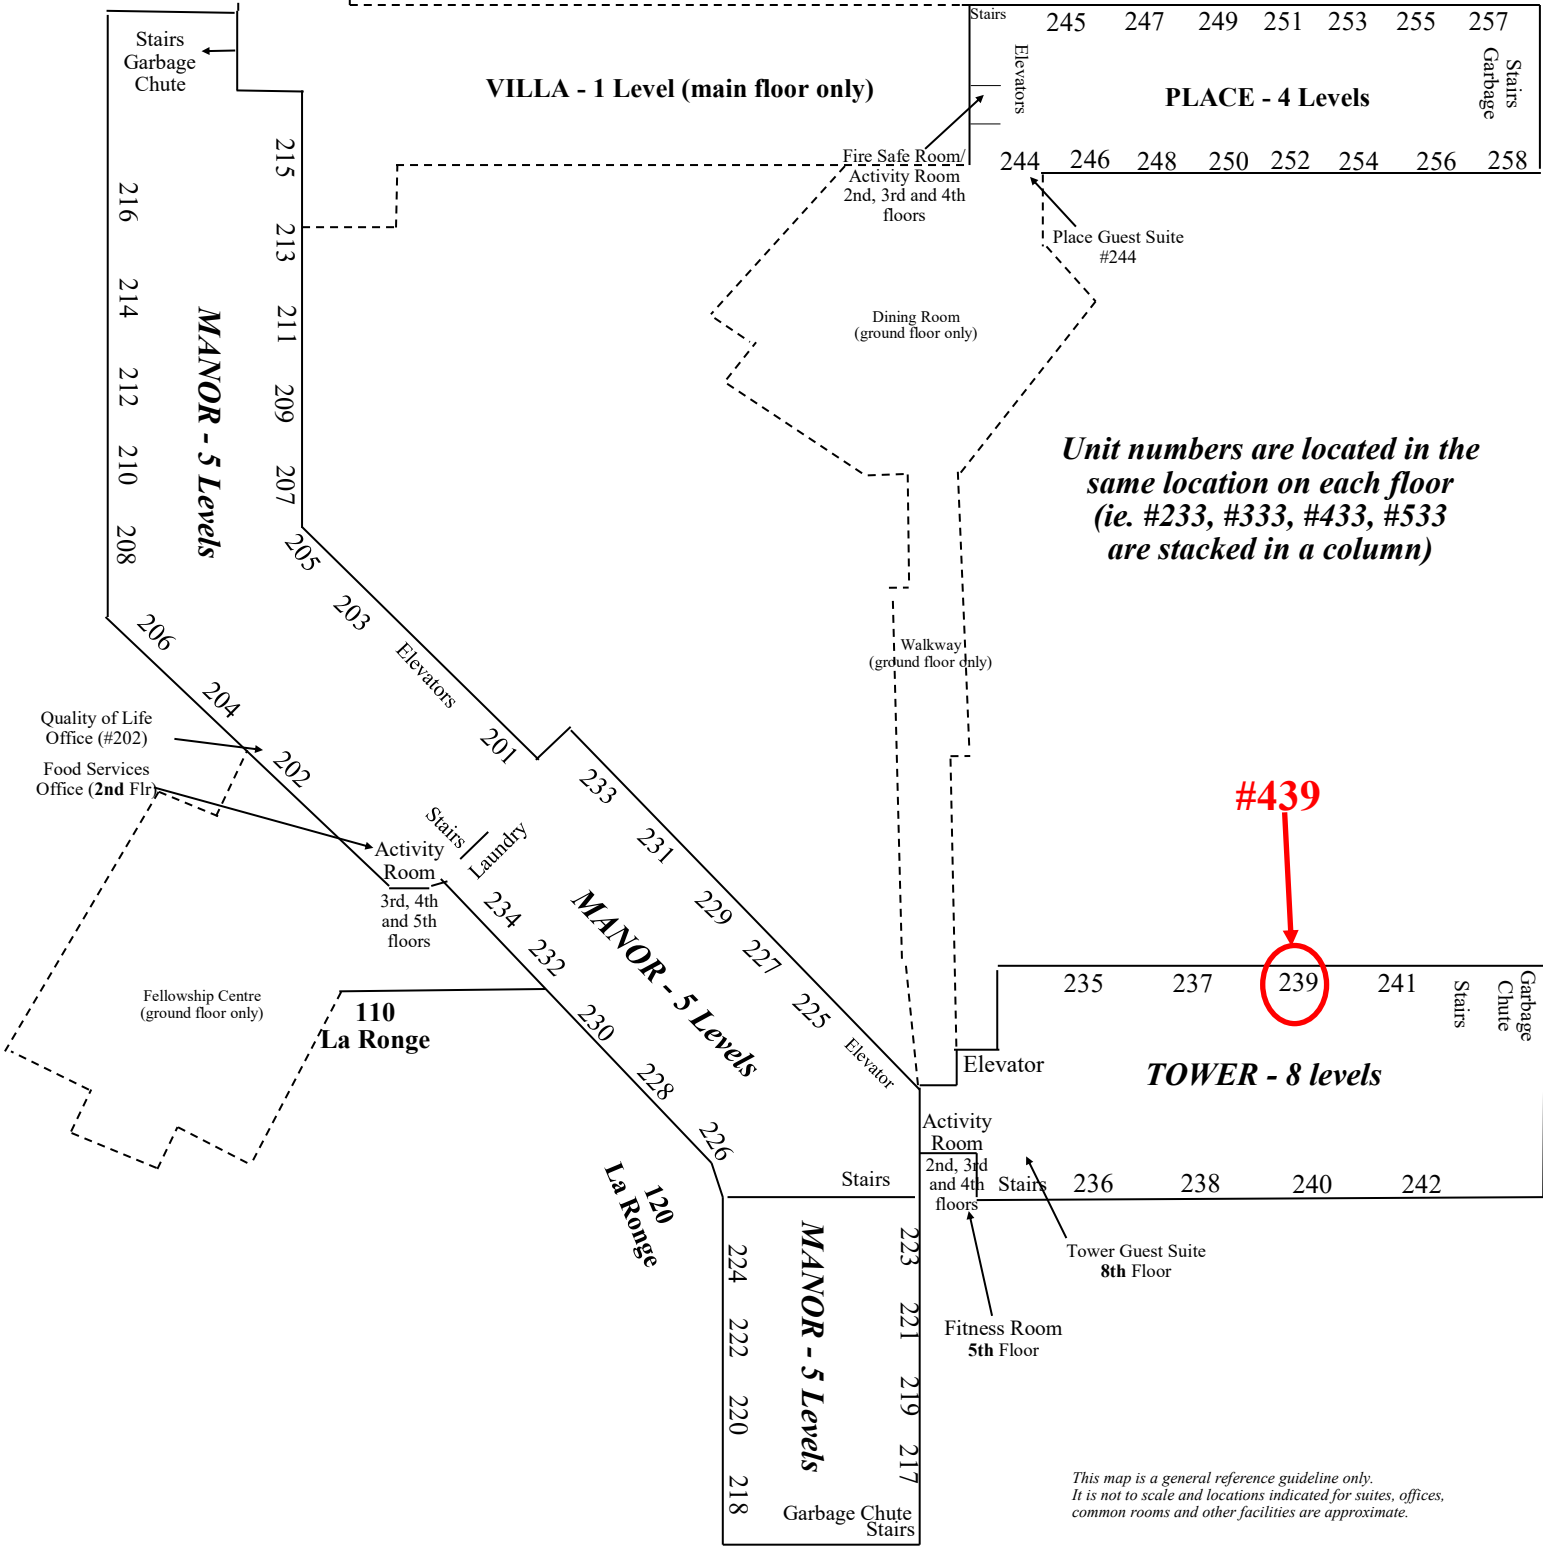 Stairs
Garbage
Chute
VILLA - 1 Level (main floor only)
Stairs
Elevators
245
247
249
251
253
255
257
Stairs
Garbage
PLACE - 4 Levels
Fire Safe Room/
Activity Room
2nd, 3rd and 4th
floors
244
246
248
250
252
254
256
258
Place Guest Suite
#244
215
213
211
209
207
216
214
212
210
208
MANOR - 5 Levels
Dining Room
(ground floor only)
Unit numbers are located in the
same location on each floor
(ie. #233, #333, #433, #533
are stacked in a column)
205
203
Elevators
201
206
204
202
Quality of Life
Office (#202)
Food Services
Office (2nd Flr)
Walkway
(ground floor only)
Stairs
Laundry
Activity
Room
3rd, 4th
and 5th
floors
233
231
229
227
225
Elevator
234
232
230
228
226
MANOR - 5 Levels
Fellowship Centre
(ground floor only)
110
La Ronge
120
La Ronge
#439
235
237
239
241
Stairs
Garbage
Chute
Elevator
TOWER - 8 levels
Activity
Room
2nd, 3rd
and 4th
floors
Stairs
236
238
240
242
Stairs
Tower Guest Suite
8th Floor
Fitness Room
5th Floor
224
222
220
218
MANOR - 5 Levels
223
221
219
217
Garbage Chute
Stairs
This map is a general reference guideline only.
It is not to scale and locations indicated for suites, offices,
common rooms and other facilities are approximate.